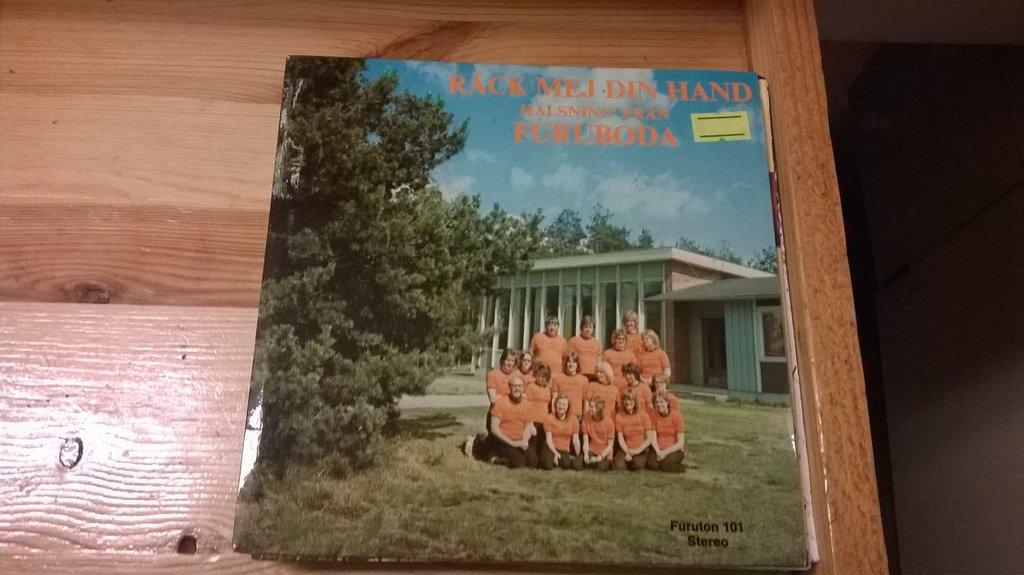 RÄCK MEJ DIN HAND
HÄLSNING FRÅN
FURUBODA
Furuton 101
Stereo